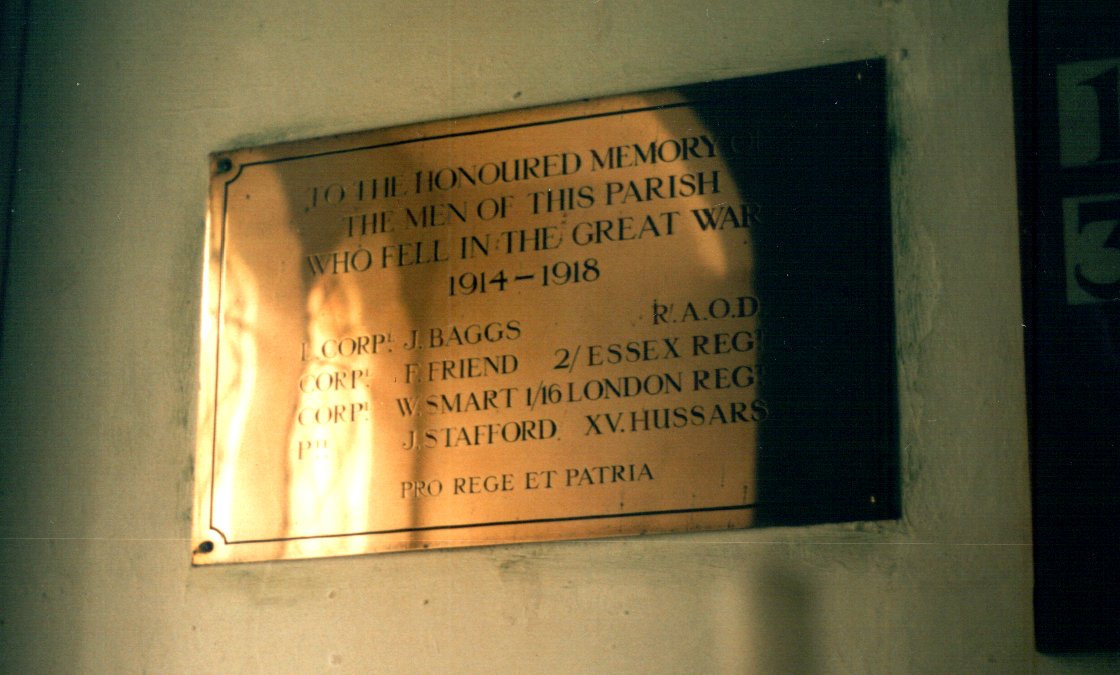 TO THE HONOURED MEMORY OF
THE MEN OF THIS PARISH
WHO FELL IN THE GREAT WAR
1914–1918
L.CORPL. J. BAGGS R.A.O.D.
CORPL. F. FRIEND 2/ESSEX REGT.
CORPL. W. SMART 1/16 LONDON REGT.
PTE J. STAFFORD. XV. HUSSARS.
PRO REGE ET PATRIA
1
3